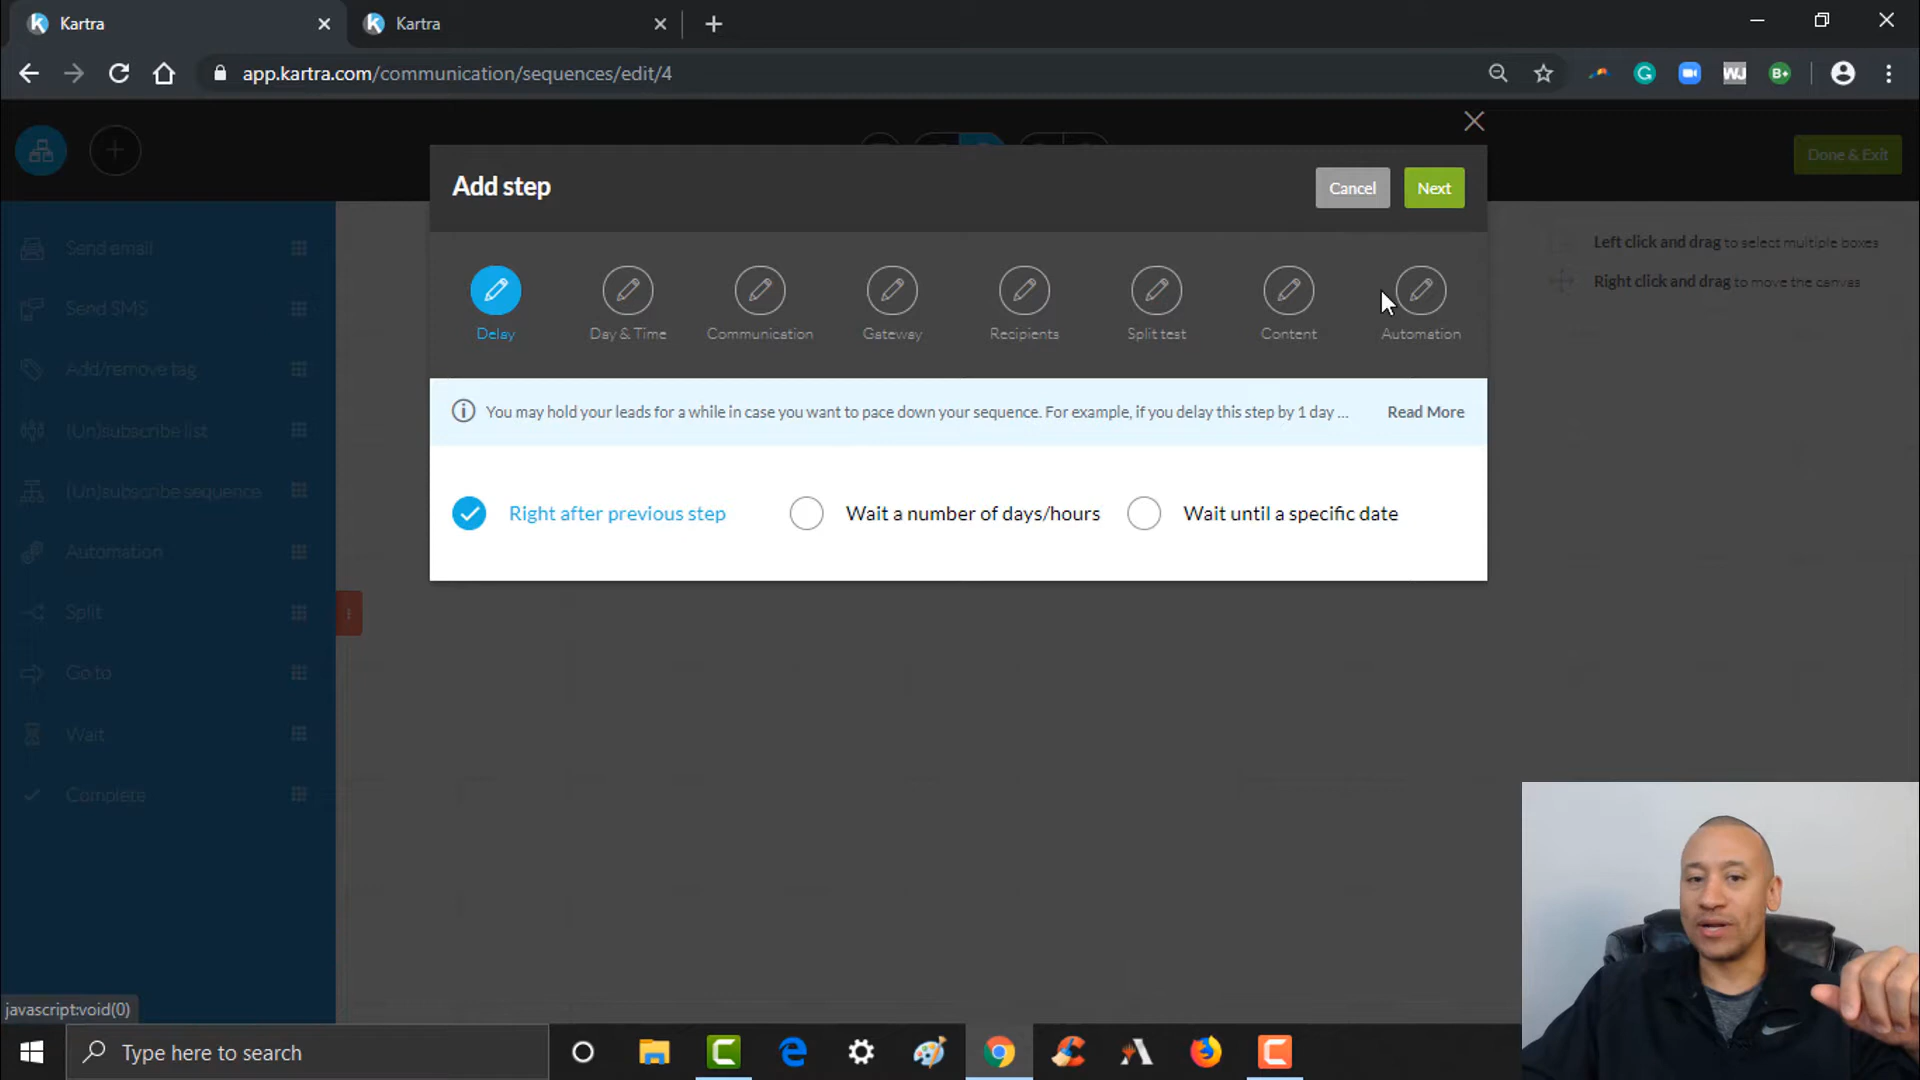 Kartra
Kartra
app.kartra.com/communication/sequences/edit/4
WJ
B+
Add step
Cancel
Next
Done & Exit
Delay
Day & Time
Communication
Gateway
Recipients
Split test
Content
Automation
You may hold your leads for a while in case you want to pace down your sequence. For example, if you delay this step by 1 day ...
Read More
Right after previous step
Wait a number of days/hours
Wait until a specific date
Left click and drag to select multiple boxes
Right click and drag to move the canvas
Send email
Send SMS
Add/remove tag
(Un)subscribe list
(Un)subscribe sequence
Automation
Split
Go to
Wait
Complete
javascript:void(0)
Type here to search